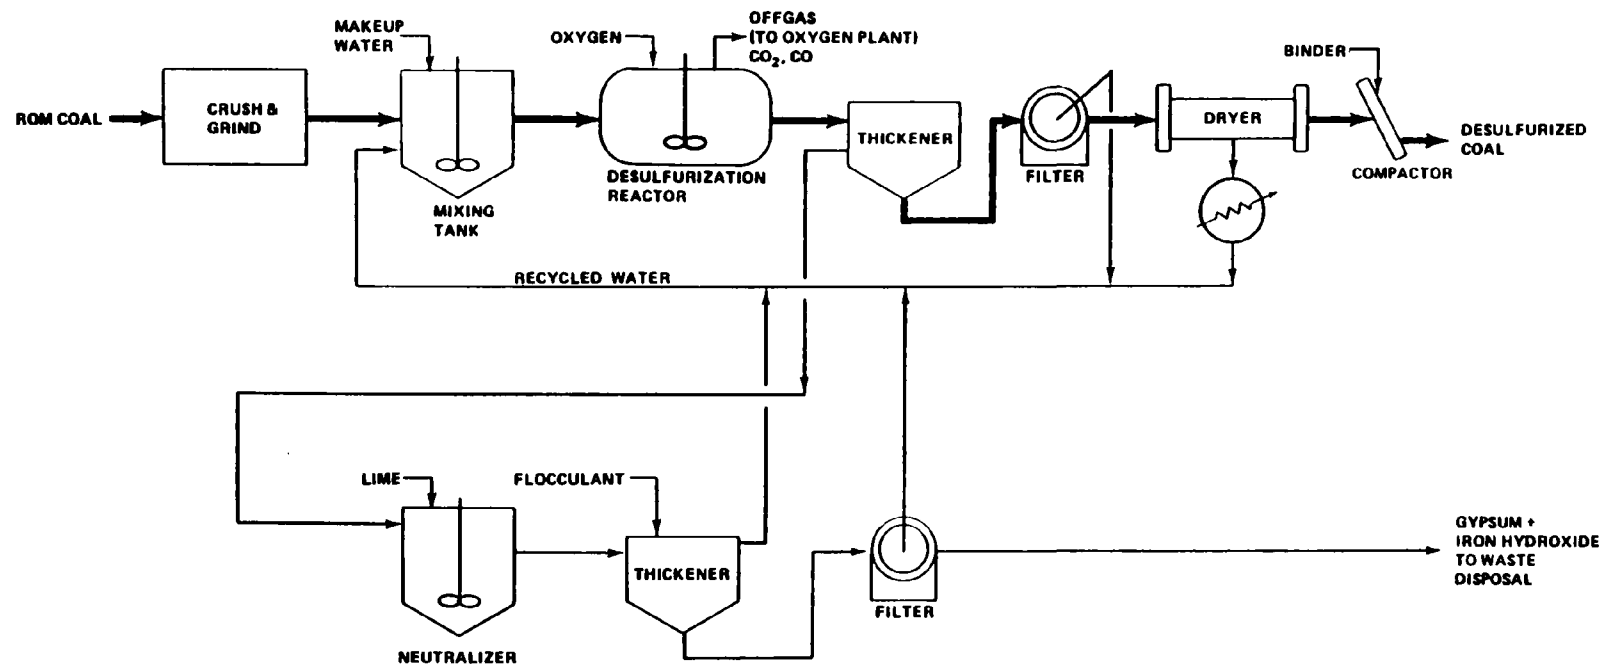 MAKEUP
WATER
OXYGEN
OFFGAS
(TO OXYGEN PLANT)
CO₂, CO
BINDER
ROM COAL
CRUSH &
GRIND
THICKENER
DRYER
DESULFURIZED
COAL
DESULFURIZATION
REACTOR
FILTER
COMPACTOR
MIXING
TANK
RECYCLED WATER
LIME
FLOCCULANT
THICKENER
GYPSUM +
IRON HYDROXIDE
TO WASTE
DISPOSAL
FILTER
NEUTRALIZER